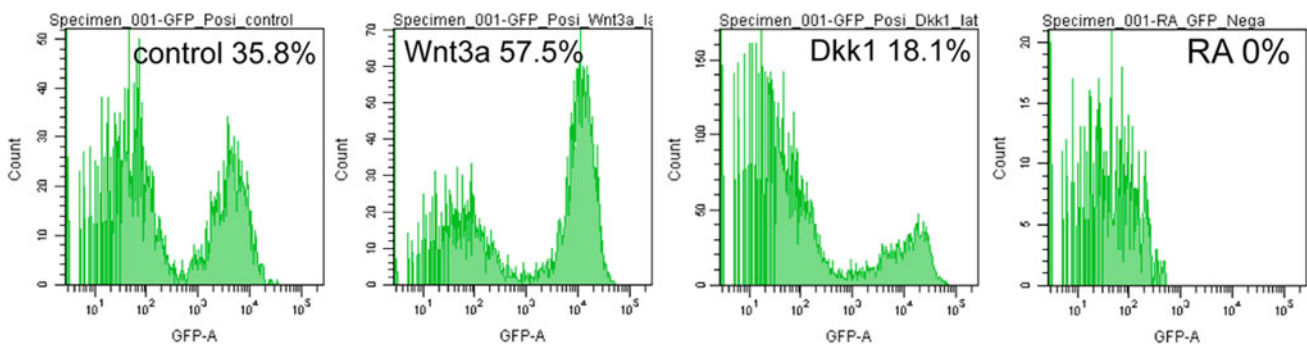 Specimen_001-GFP_Posi_control
control 35.8%
Count
50
40
30
20
10
0
10^1 10^2 10^3 10^4 10^5
GFP-A
Specimen_001-GFP_Posi_Wnt3a_la
Wnt3a 57.5%
Count
70
60
50
40
30
20
10
0
10^1 10^2 10^3 10^4 10^5
GFP-A
Specimen_001-GFP_Posi_Dkk1_lat
Dkk1 18.1%
Count
150
100
50
0
10^1 10^2 10^3 10^4 10^5
GFP-A
Specimen_001-RA_GFP_Nega
RA 0%
Count
20
15
10
5
0
10^1 10^2 10^3 10^4 10^5
GFP-A